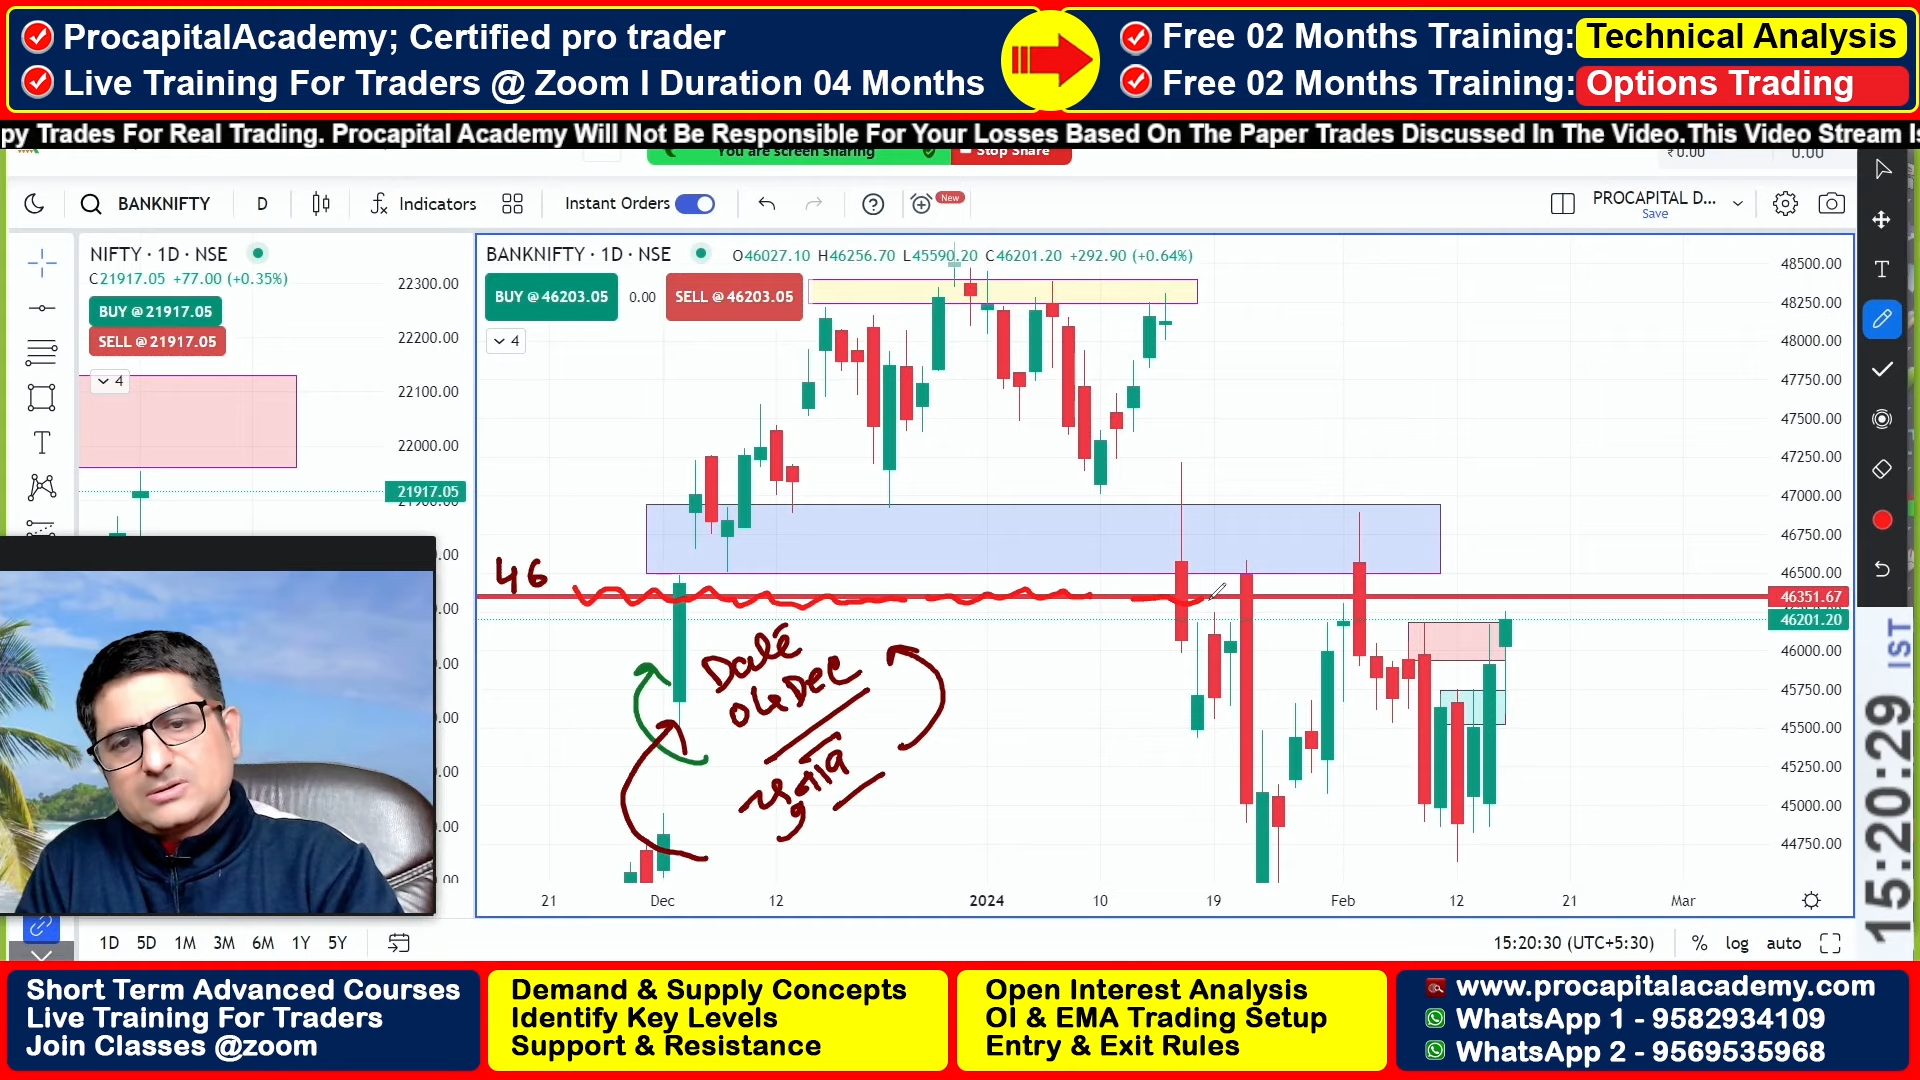 ProcapitalAcademy; Certified pro trader
Live Training For Traders @ Zoom I Duration 04 Months
Free 02 Months Training: Technical Analysis
Free 02 Months Training: Options Trading
py Trades For Real Trading. Procapital Academy Will Not Be Responsible For Your Losses Based On The Paper Trades Discussed In The Video.This Video Stream Is
You are screen sharing
Stop Share
₹0.00
0.00
BANKNIFTY
D
Indicators
Instant Orders
New
PROCAPITAL D...
Save
NIFTY · 1D · NSE
C21917.05 +77.00 (+0.35%)
BUY @ 21917.05
SELL @ 21917.05
4
22300.00
22200.00
22100.00
22000.00
21917.05
BANKNIFTY · 1D · NSE
O46027.10 H46256.70 L45590.20 C46201.20 +292.90 (+0.64%)
BUY @ 46203.05
0.00
SELL @ 46203.05
4
48500.00
48250.00
48000.00
47750.00
47500.00
47250.00
47000.00
46750.00
46500.00
46351.67
46201.20
46000.00
45750.00
45500.00
45250.00
45000.00
44750.00
46
Date
04 Dec
21
Dec
12
2024
10
19
Feb
12
21
Mar
1D 5D 1M 3M 6M 1Y 5Y
15:20:30 (UTC+5:30)
% log auto
15:20:29 IST
Short Term Advanced Courses
Live Training For Traders
Join Classes @zoom
Demand & Supply Concepts
Identify Key Levels
Support & Resistance
Open Interest Analysis
OI & EMA Trading Setup
Entry & Exit Rules
www.procapitalacademy.com
WhatsApp 1 - 9582934109
WhatsApp 2 - 9569535968